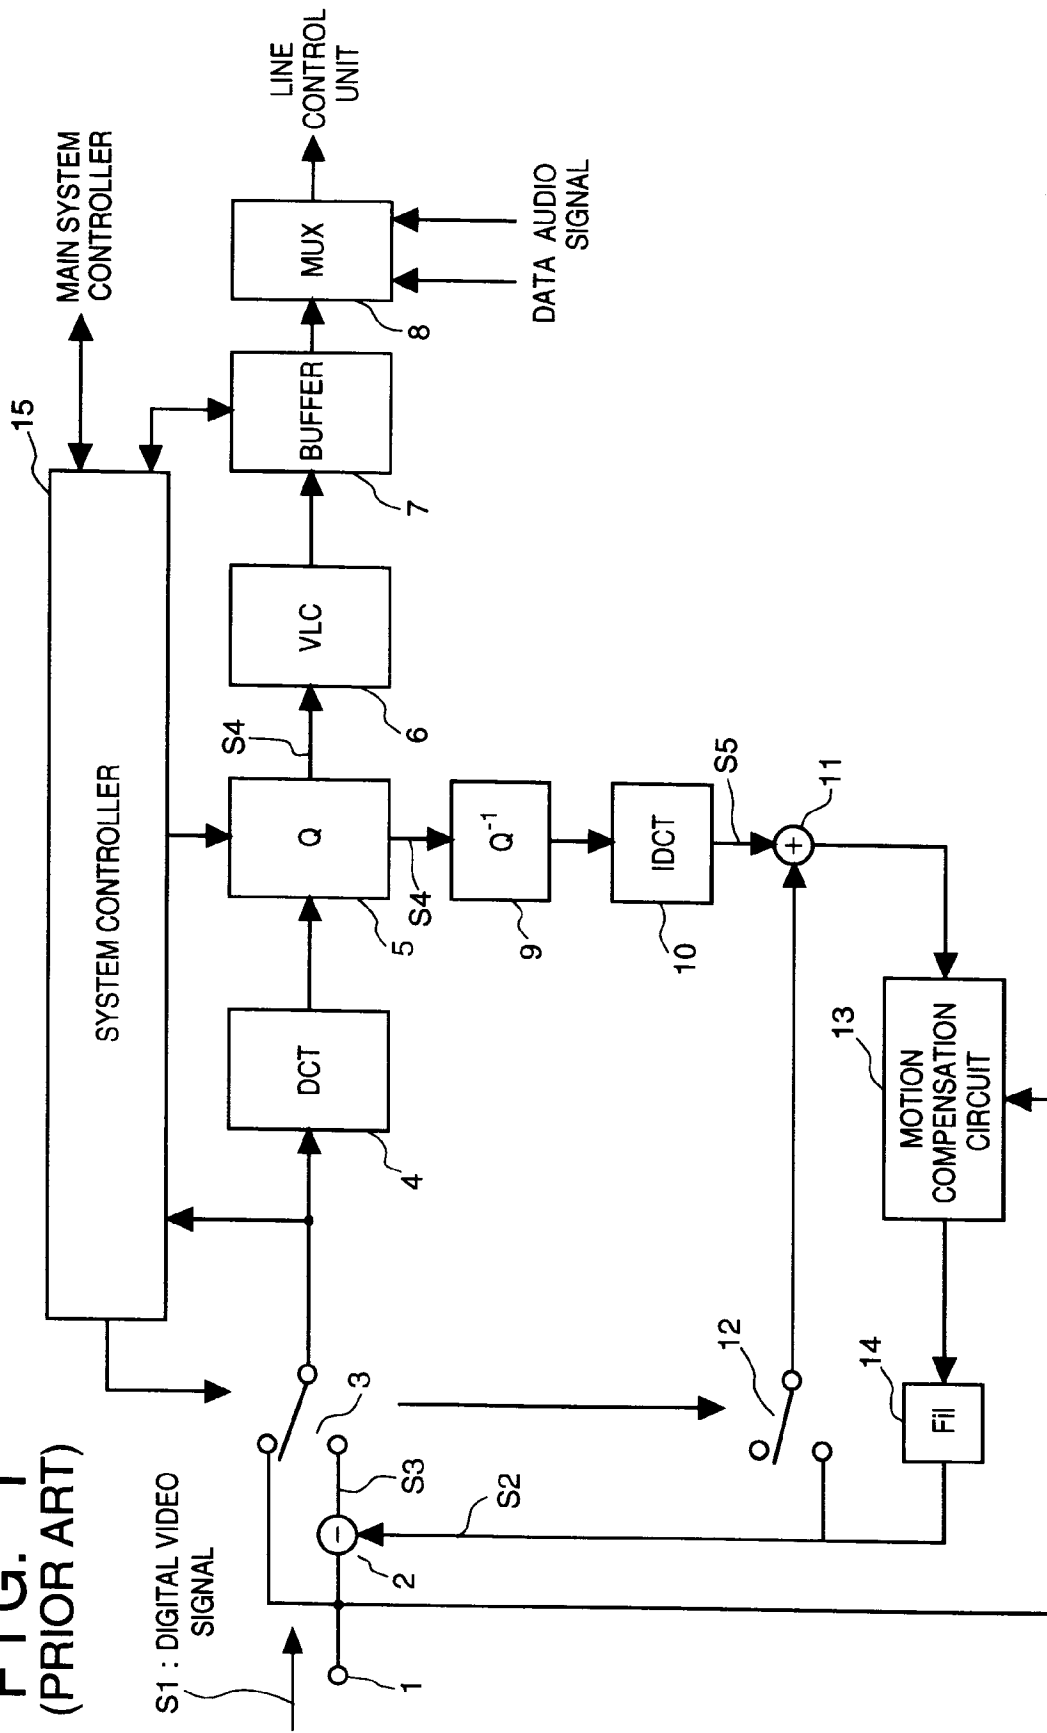 FIG. 1
(PRIOR ART)
S1 : DIGITAL VIDEO
SIGNAL
1
2
S3
3
S2
SYSTEM CONTROLLER
15
MAIN SYSTEM
CONTROLLER
DCT
4
Q
5
S4
S4
VLC
6
BUFFER
7
MUX
8
LINE
CONTROL
UNIT
DATA AUDIO
SIGNAL
Q-1
9
IDCT
10
S5
+
11
12
MOTION
COMPENSATION
CIRCUIT
13
Fil
14